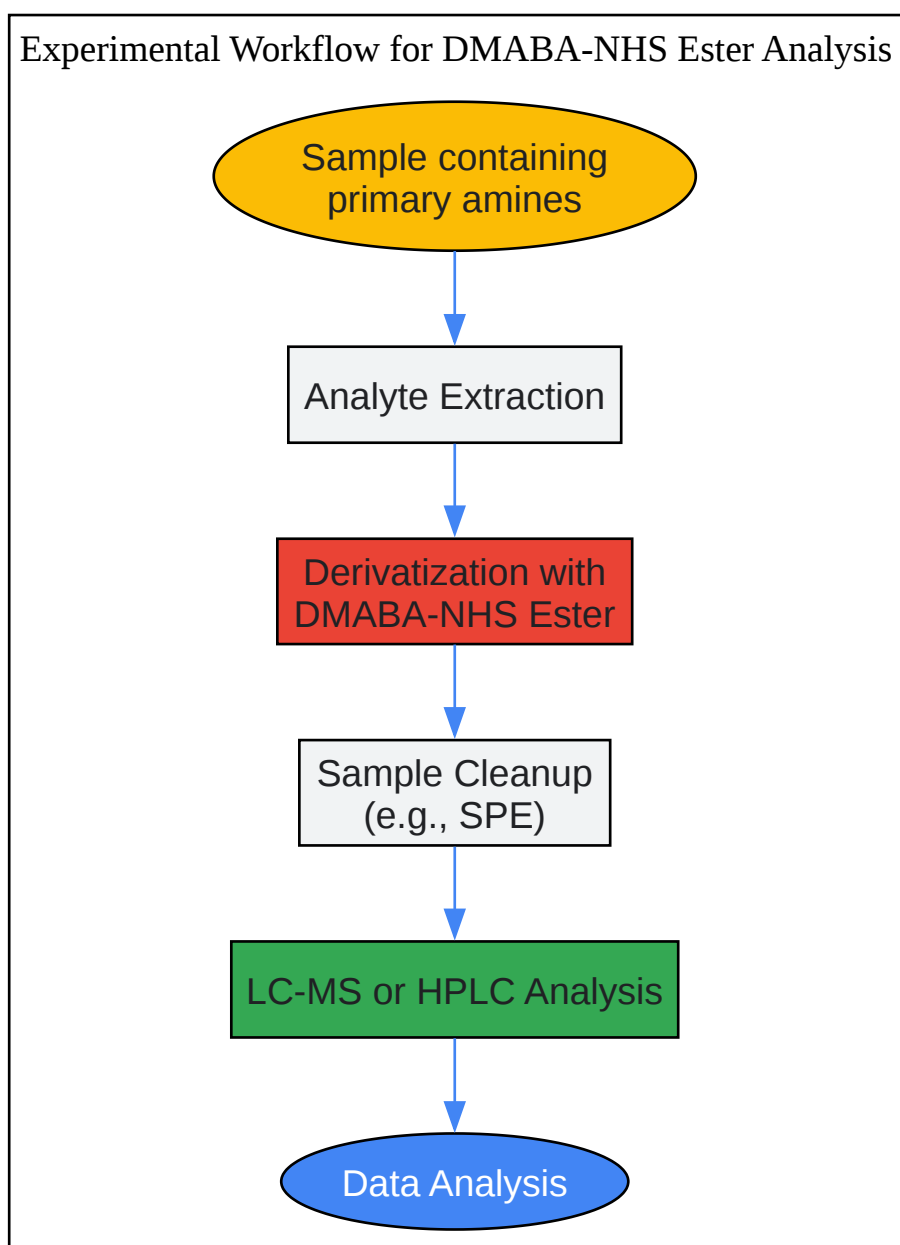 Experimental Workflow for DMABA-NHS Ester Analysis
Sample containing
primary amines
Analyte Extraction
Derivatization with
DMABA-NHS Ester
Sample Cleanup
(e.g., SPE)
LC-MS or HPLC Analysis
Data Analysis